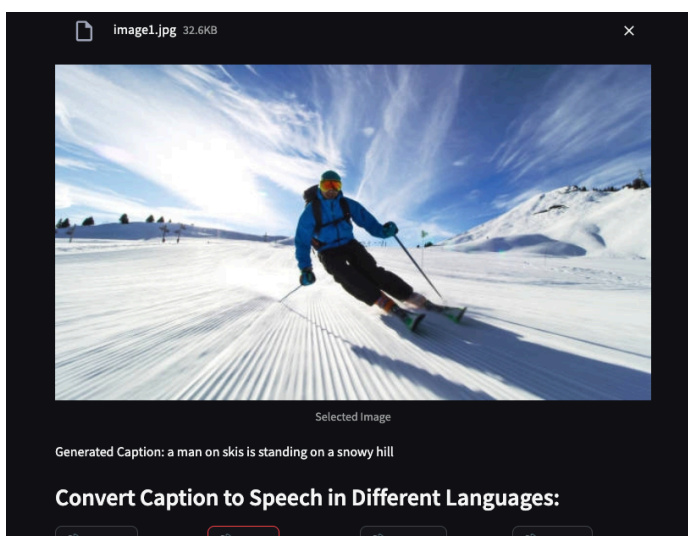 image1.jpg 32.6KB
Selected Image
Generated Caption: a man on skis is standing on a snowy hill
Convert Caption to Speech in Different Languages: